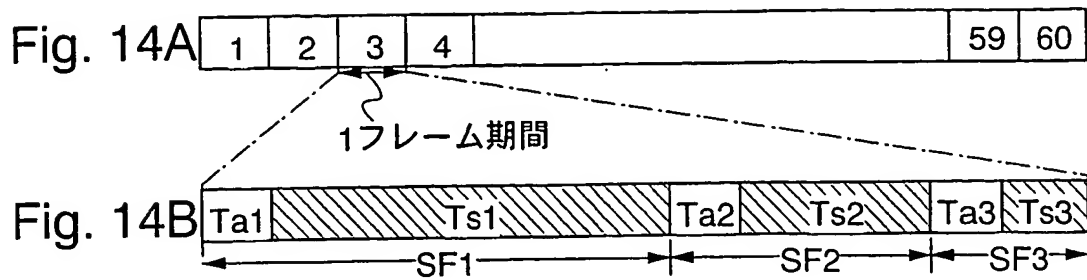 Fig. 14A 1 2 3 4 59 60
1フレーム期間
Fig. 14B Ta1 Ts1 Ta2 Ts2 Ta3 Ts3
SF1 SF2 SF3